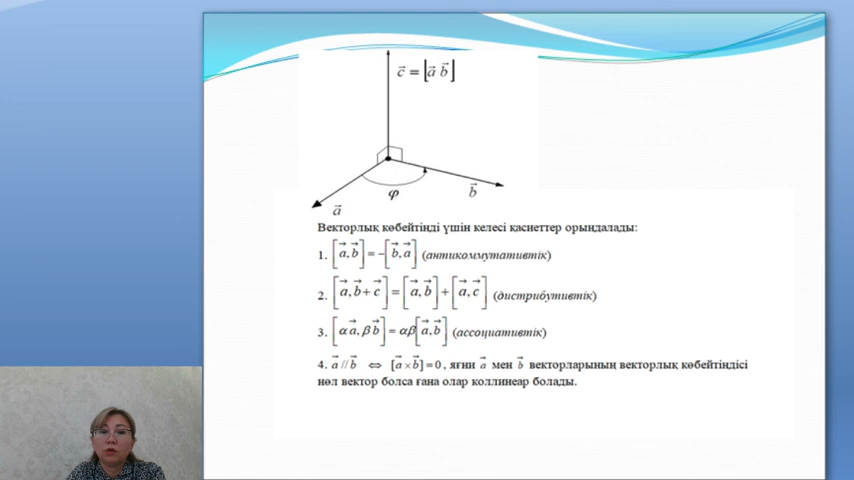 c⃗ = [a⃗ b⃗]
φ
b⃗
a⃗
Векторлық көбейтінді үшін келесі қасиеттер орындалады:
1. [a⃗, b⃗] = −[b⃗, a⃗] (антикоммутативтік)
2. [a⃗, b⃗ + c⃗] = [a⃗, b⃗] + [a⃗, c⃗] (дистрибутивтік)
3. [αa⃗, βb⃗] = αβ[a⃗, b⃗] (ассоциативтік)
4. a⃗ // b⃗ ⇔ [a⃗ × b⃗] = 0, яғни a⃗ мен b⃗ векторларының векторлық көбейтіндісі
нөл вектор болса ғана олар коллинеар болады.